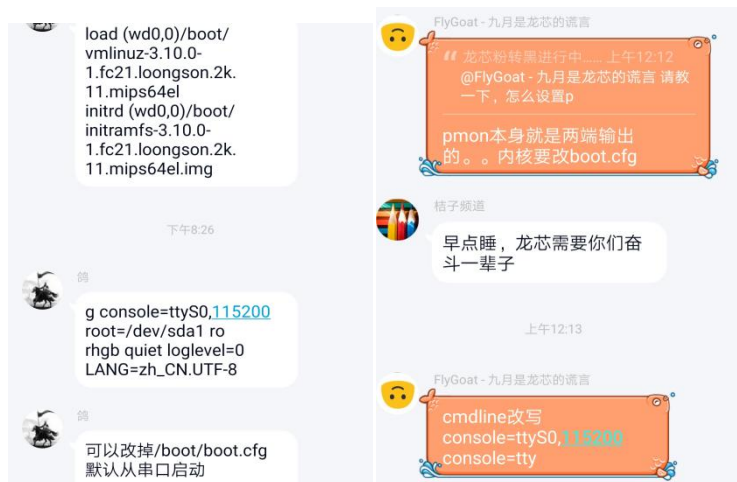 load (wd0,0)/boot/
vmlinuz-3.10.0-
1.fc21.loongson.2k.
11.mips64el
initrd (wd0,0)/boot/
initramfs-3.10.0-
1.fc21.loongson.2k.
11.mips64el.img
下午8:26
鸽
g console=ttyS0,115200
root=/dev/sda1 ro
rhgb quiet loglevel=0
LANG=zh_CN.UTF-8
鸽
可以改掉/boot/boot.cfg
默认从串口启动
FlyGoat - 九月是龙芯的谎言
龙芯粉转黑进行中...... 上午12:12
@FlyGoat - 九月是龙芯的谎言 请教
一下，怎么设置p
pmon本身就是两端输出
的。。内核要改boot.cfg
桔子频道
早点睡，龙芯需要你们奋
斗一辈子
上午12:13
FlyGoat - 九月是龙芯的谎言
cmdline改写
console=ttyS0,115200
console=tty